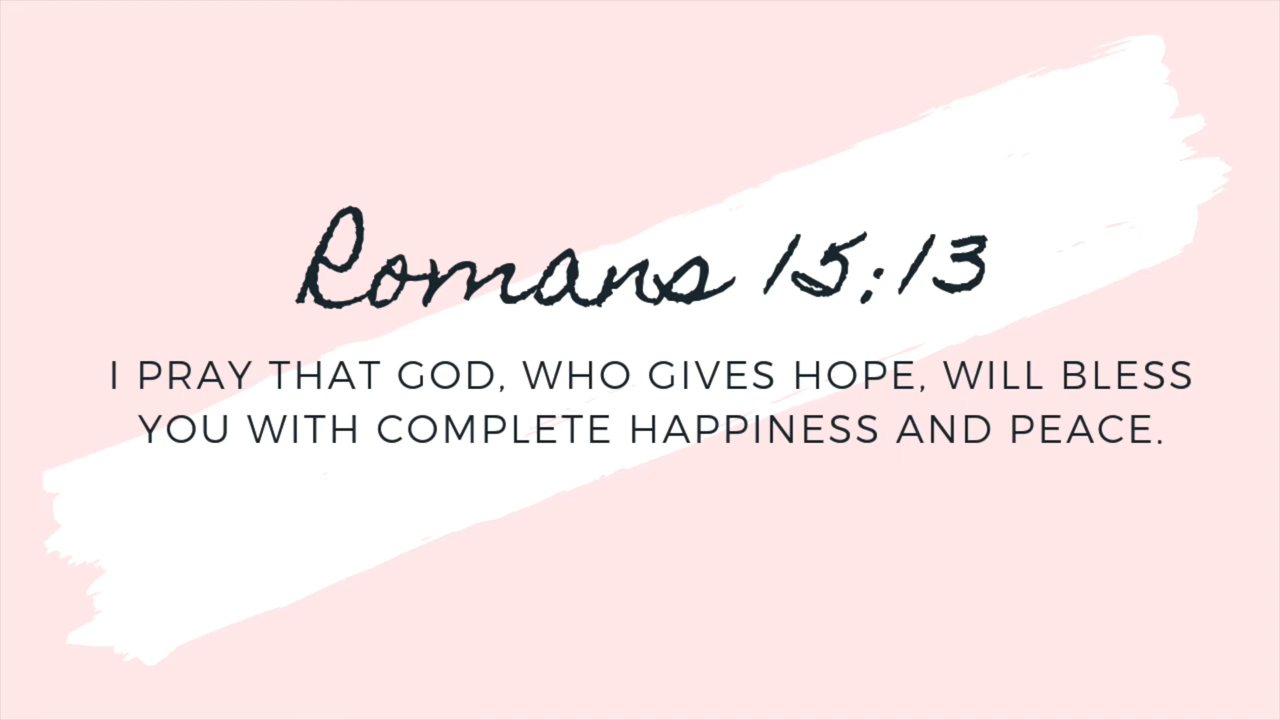 Romans 15:13
I PRAY THAT GOD, WHO GIVES HOPE, WILL BLESS
YOU WITH COMPLETE HAPPINESS AND PEACE.